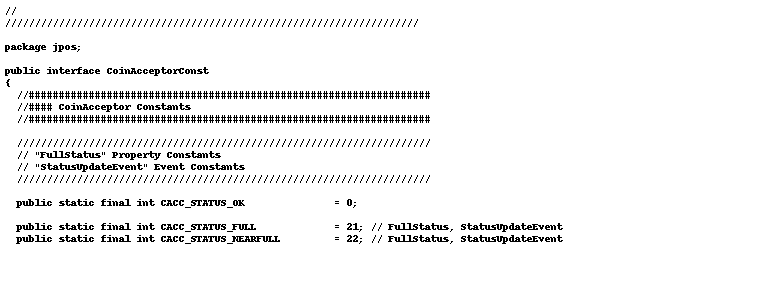 //
/////////////////////////////////////////////////////////////////////
package jpos;
public interface CoinAcceptorConst
{
//###################################################################
//#### CoinAcceptor Constants
//###################################################################
/////////////////////////////////////////////////////////////////////
// "FullStatus" Property Constants
// "StatusUpdateEvent" Event Constants
/////////////////////////////////////////////////////////////////////
public static final int CACC_STATUS_OK = 0;
public static final int CACC_STATUS_FULL = 21; // FullStatus, StatusUpdateEvent
public static final int CACC_STATUS_NEARFULL = 22; // FullStatus, StatusUpdateEvent